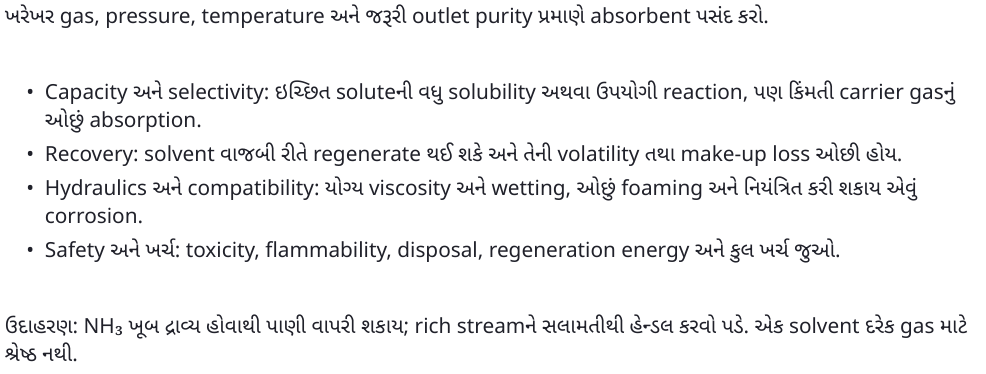 ખરેખર gas, pressure, temperature અને જરૂરી outlet purity પ્રમાણે absorbent પસંદ કરો.
• Capacity અને selectivity: ઇચ્છિત soluteની વધુ solubility અથવા ઉપયોગી reaction, પણ કિંમતી carrier gasનું
ઓછું absorption.
• Recovery: solvent વાજબી રીતે regenerate થઈ શકે અને તેની volatility તથા make-up loss ઓછી હોય.
• Hydraulics અને compatibility: યોગ્ય viscosity અને wetting, ઓછું foaming અને નિયંત્રિત કરી શકાય એવું
corrosion.
• Safety અને ખર્ચ: toxicity, flammability, disposal, regeneration energy અને કુલ ખર્ચ જુઓ.
ઉદાહરણ: NH₃ ખૂબ દ્રાવ્ય હોવાથી પાણી વાપરી શકાય; rich streamને સલામતીથી હેન્ડલ કરવો પડે. એક solvent દરેક gas માટે
શ્રેષ્ઠ નથી.